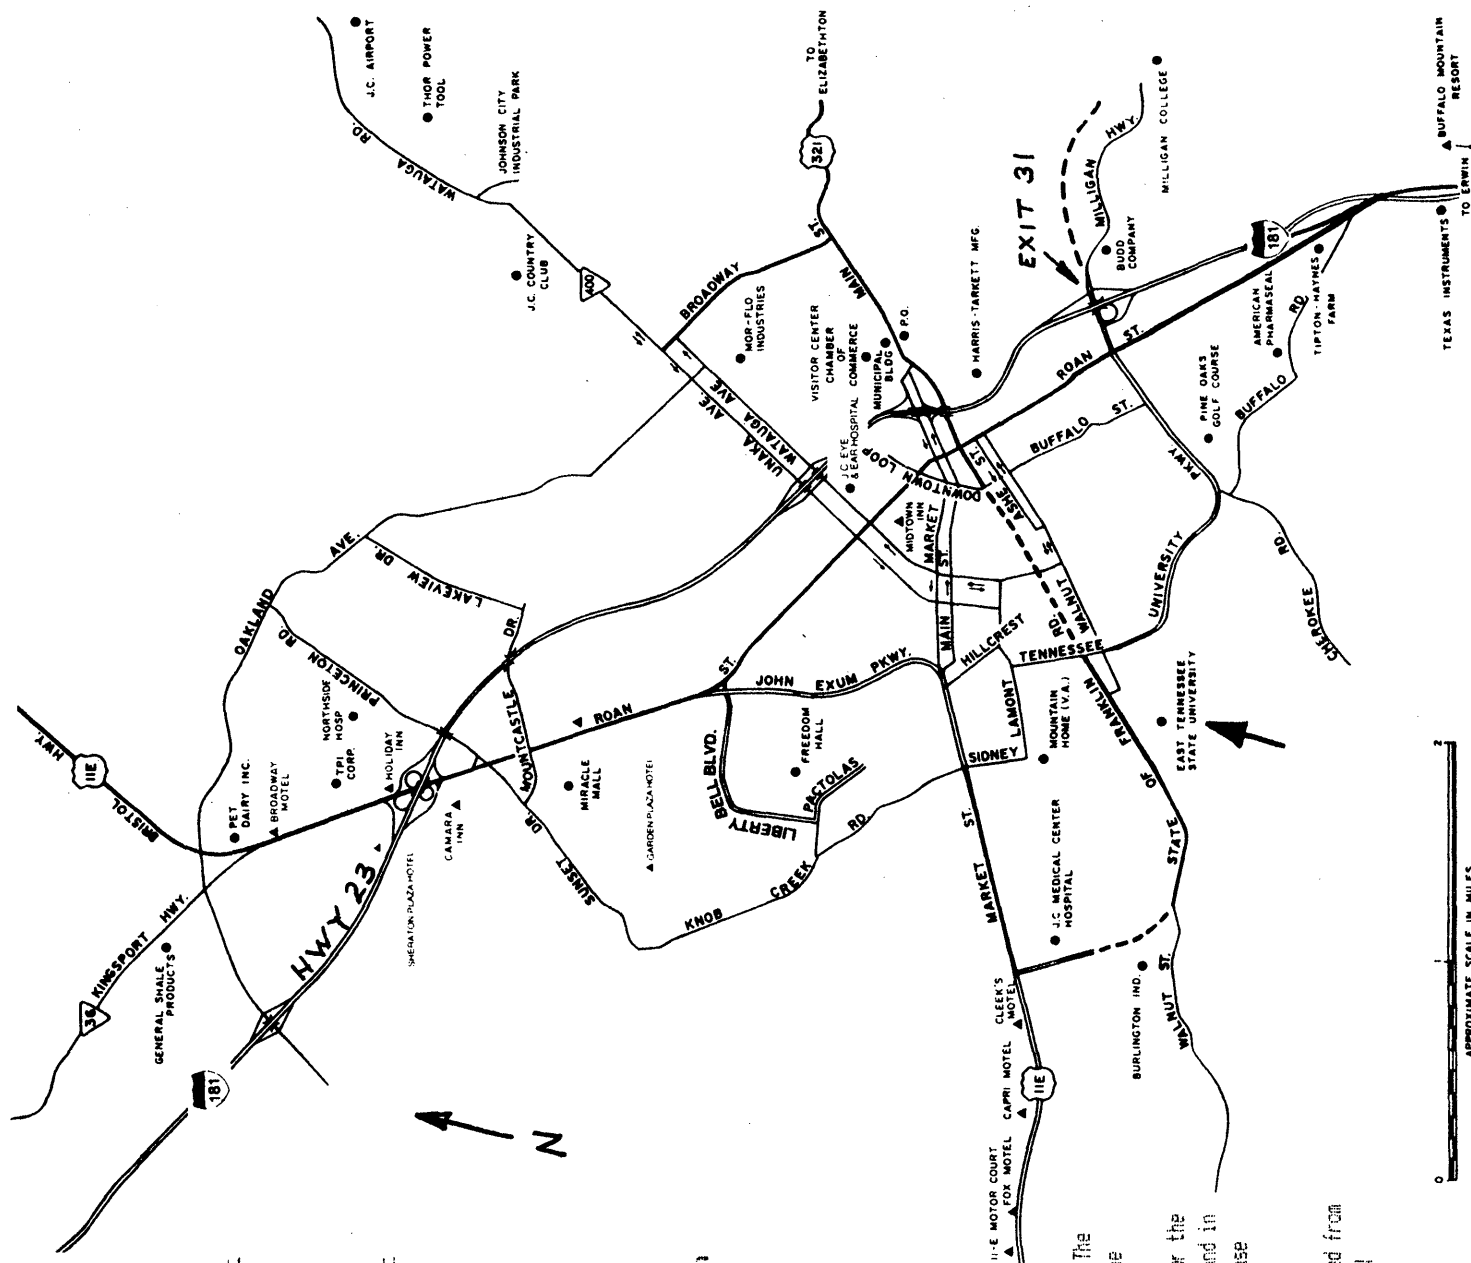 J.C. AIRPORT
THOR POWER
TOOL
JOHNSON CITY
INDUSTRIAL PARK
WATAUGA
RD.
TO
ELIZABETHTON
321
J.C. COUNTRY
CLUB
400
BROADWAY
ST.
MAIN
MOR-FLO
INDUSTRIES
EXIT 31
MILLIGAN
HWY.
MILLIGAN COLLEGE
BUDD
COMPANY
BUFFALO MOUNTAIN
RESORT
TEXAS INSTRUMENTS
TO ERWIN
181
AMERICAN
PHARMASEAL
TIPTON-HAYNES
FARM
HARRIS-TARKETT MFG.
VISITOR CENTER
CHAMBER
OF
COMMERCE
MUNICIPAL
BLDG
P.O.
J.C. EYE
& EAR HOSPITAL
UNAKA AVE.
WATAUGA AVE
ROAN
ST.
BUFFALO
ST.
PINE OAKS
GOLF COURSE
BUFFALO
RD
UNIVERSITY
PKWY.
CHEROKEE
RD.
DOWNTOWN LOOP
ASHE
ST.
MIDTOWN
INN
MARKET
ST.
MAIN
WALNUT
HILLCREST
TENNESSEE
RD.
LAMONT
SIDNEY
STATE OF FRANKLIN
EAST TENNESSEE
STATE UNIVERSITY
MOUNTAIN
HOME (V.A.)
OAKLAND
AVE.
LAKEVIEW
DR.
PRINCETON
RD.
NORTHSIDE
HOSP
TPI
CORP.
HOLIDAY
INN
MOUNTCASTLE
DR.
ROAN
ST.
JOHN EXUM PKWY.
BELL BLVD.
LIBERTY
FREEDOM
HALL
PACTOLAS
KNOB CREEK
RD.
MIRACLE
MALL
GARDEN PLAZA HOTEL
SUNSET
DR.
CAMARA
INN
SHERATON PLAZA HOTEL
HWY 23
BRISTOL
HWY.
11E
PET
DAIRY INC.
BROADWAY
MOTEL
KINGSPORT
HWY.
36
GENERAL SHALE
PRODUCTS
181
N
MARKET
ST.
J.C. MEDICAL CENTER
HOSPITAL
CLEEK'S
MOTEL
CAPRI MOTEL
11E
FOX MOTEL
11-E MOTOR COURT
BURLINGTON IND.
WALNUT
ST.
0
1
2
APPROXIMATE SCALE IN MILES
The
the
and in
from